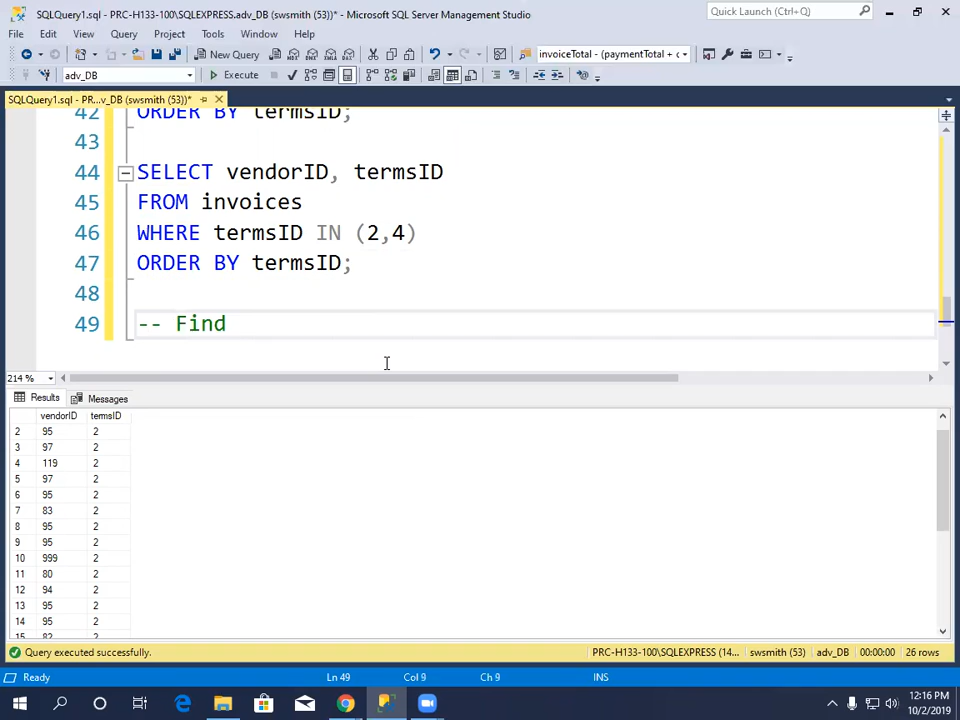 SQLQuery1.sql - PRC-H133-100\SQLEXPRESS.adv_DB (swsmith (53))* - Microsoft SQL Server Management Studio
Quick Launch (Ctrl+Q)
File Edit View Query Project Tools Window Help
New Query
invoiceTotal - (paymentTotal + c
adv_DB
Execute
SQLQuery1.sql - PR...v_DB (swsmith (53))*
42 ORDER BY termsID;
43
44 SELECT vendorID, termsID
45 FROM invoices
46 WHERE termsID IN (2,4)
47 ORDER BY termsID;
48
49 -- Find
214 %
Results Messages
vendorID termsID
2 95 2
3 97 2
4 119 2
5 97 2
6 95 2
7 83 2
8 95 2
9 95 2
10 999 2
11 80 2
12 94 2
13 95 2
14 95 2
15 82 2
Query executed successfully.
PRC-H133-100\SQLEXPRESS (14... swsmith (53) adv_DB 00:00:00 26 rows
Ready Ln 49 Col 9 Ch 9 INS
12:16 PM
10/2/2019